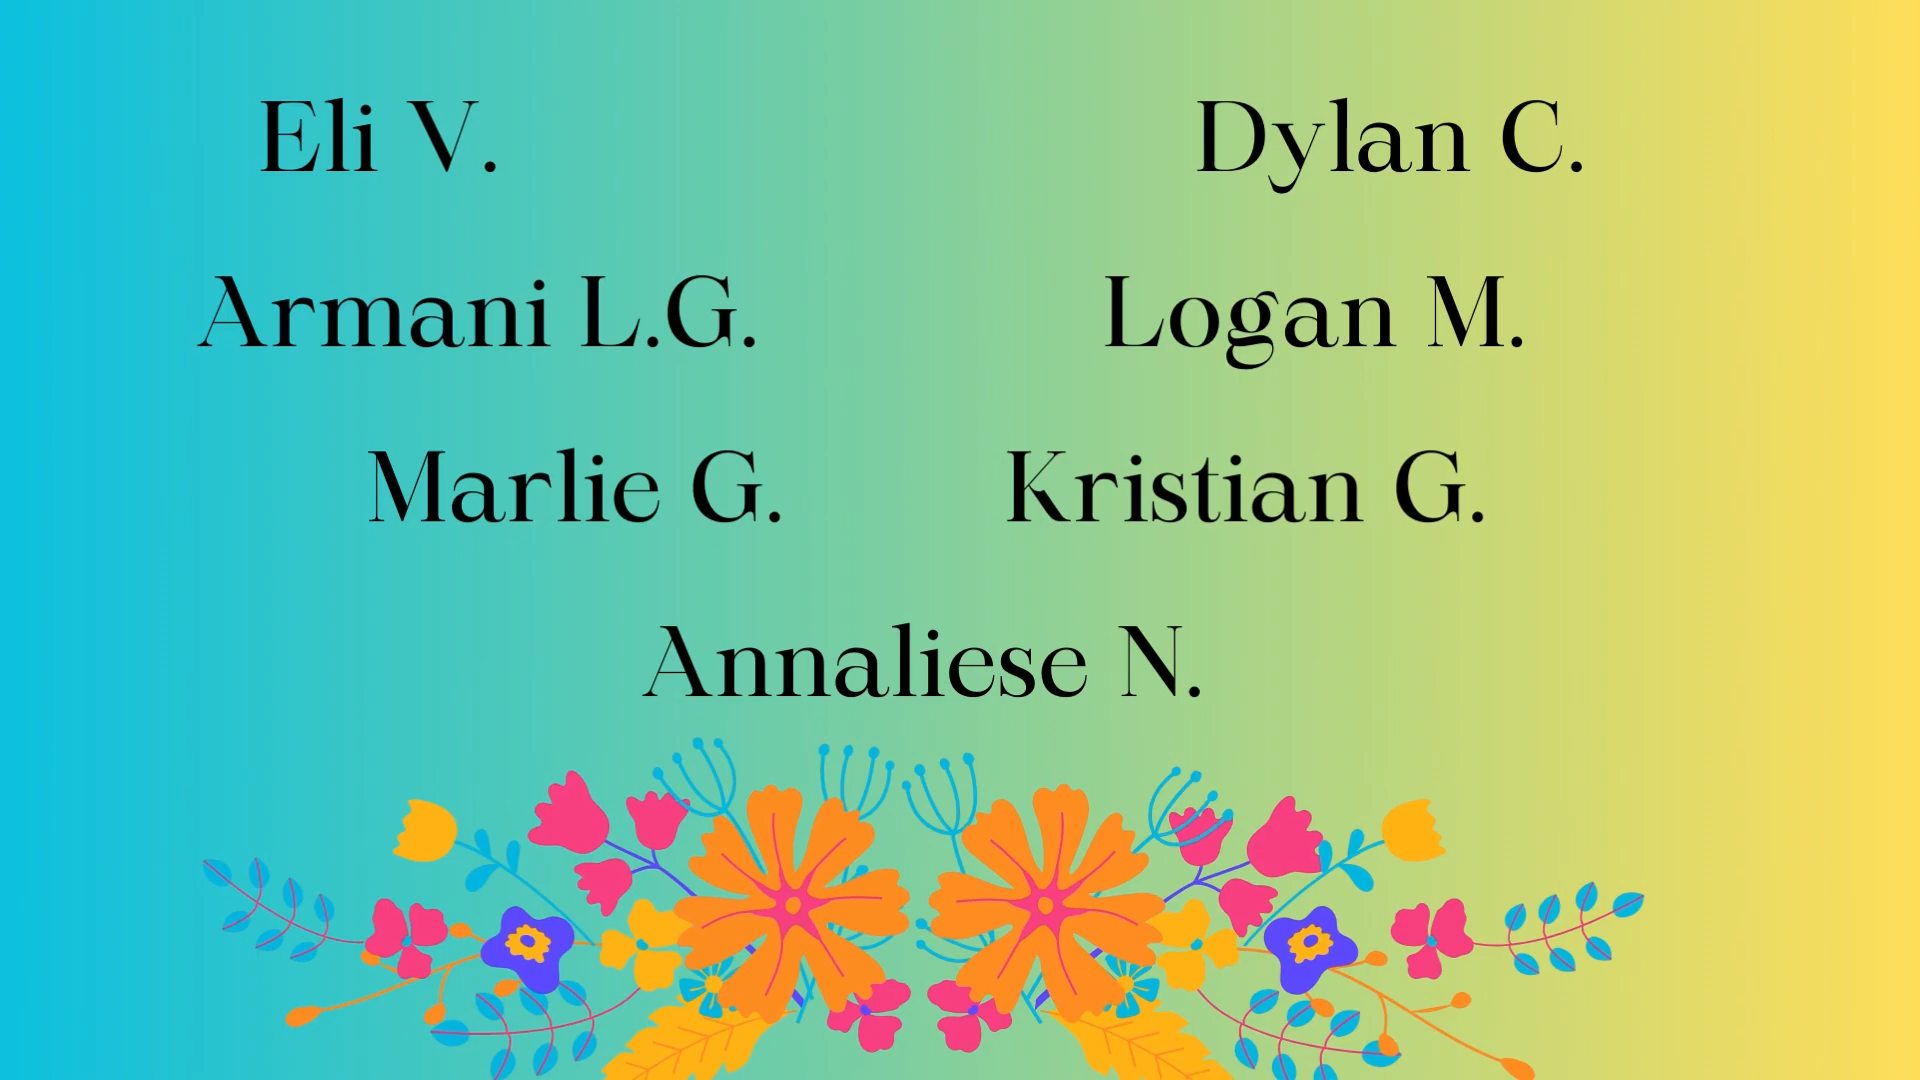 Eli V. Dylan C.
Armani L.G. Logan M.
Marlie G. Kristian G.
Annaliese N.